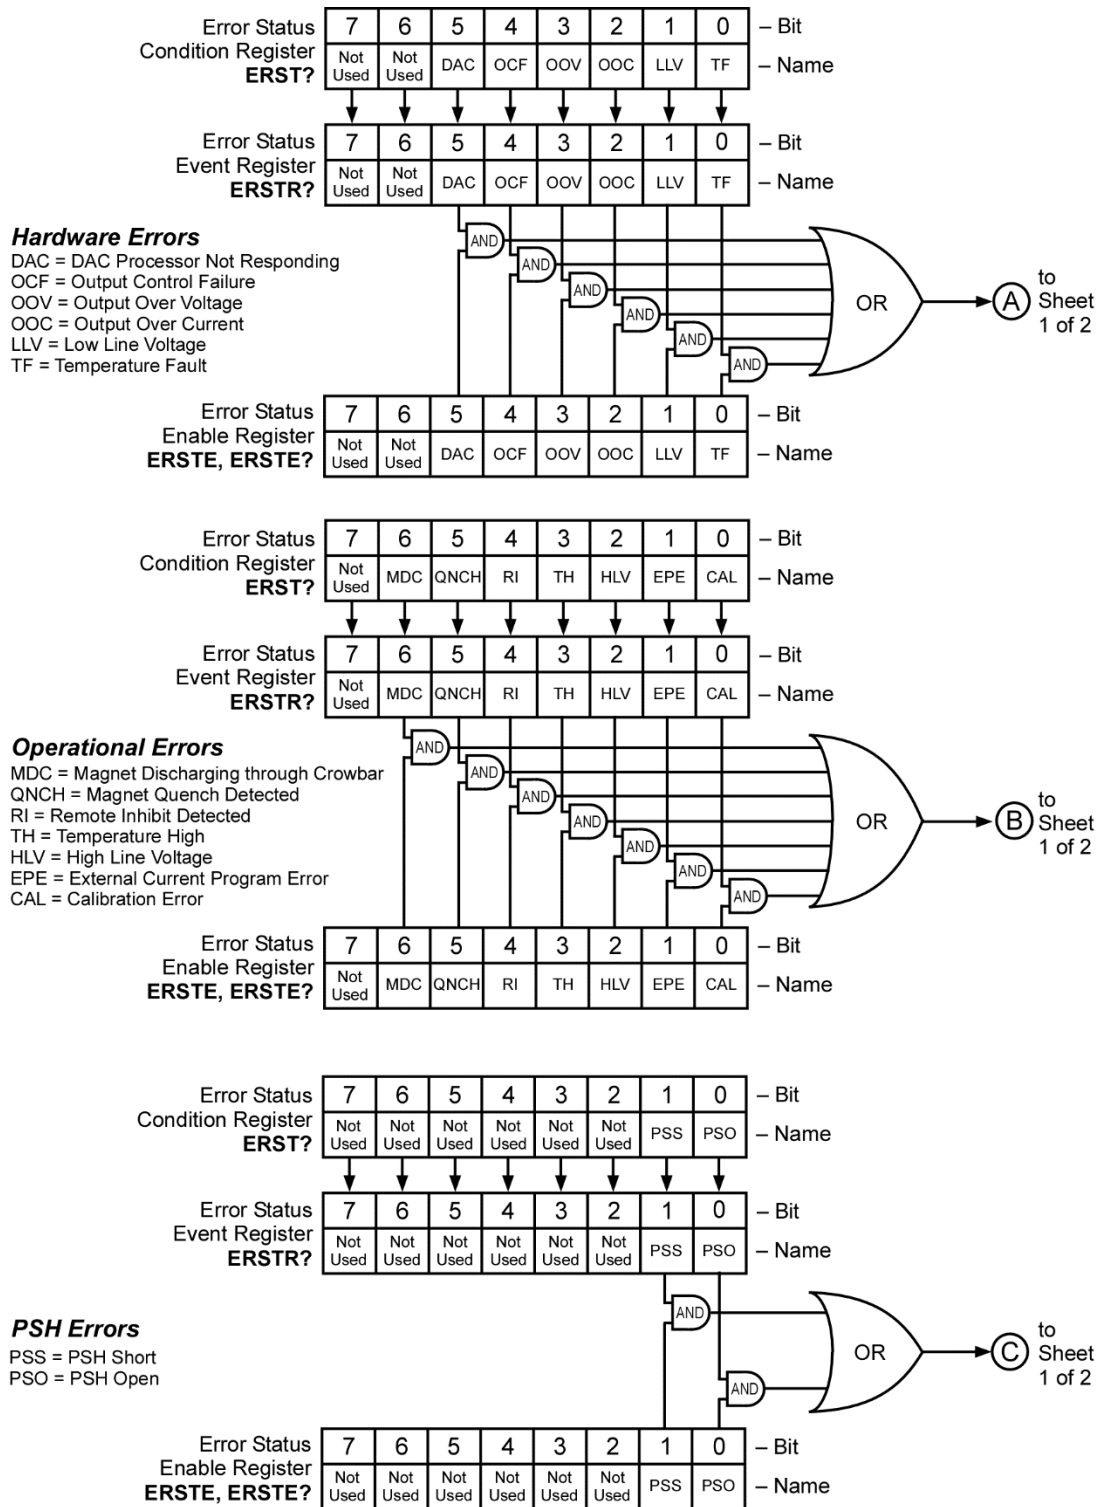 Error Status
Condition Register
ERST?
7 6 5 4 3 2 1 0 – Bit
Not Used Not Used DAC OCF OOV OOC LLV TF – Name
Error Status
Event Register
ERSTR?
7 6 5 4 3 2 1 0 – Bit
Not Used Not Used DAC OCF OOV OOC LLV TF – Name
Hardware Errors
DAC = DAC Processor Not Responding
OCF = Output Control Failure
OOV = Output Over Voltage
OOC = Output Over Current
LLV = Low Line Voltage
TF = Temperature Fault
AND
AND
AND
AND
AND
AND
OR
A
to
Sheet
1 of 2
Error Status
Enable Register
ERSTE, ERSTE?
7 6 5 4 3 2 1 0 – Bit
Not Used Not Used DAC OCF OOV OOC LLV TF – Name
Error Status
Condition Register
ERST?
7 6 5 4 3 2 1 0 – Bit
Not Used MDC QNCH RI TH HLV EPE CAL – Name
Error Status
Event Register
ERSTR?
7 6 5 4 3 2 1 0 – Bit
Not Used MDC QNCH RI TH HLV EPE CAL – Name
Operational Errors
MDC = Magnet Discharging through Crowbar
QNCH = Magnet Quench Detected
RI = Remote Inhibit Detected
TH = Temperature High
HLV = High Line Voltage
EPE = External Current Program Error
CAL = Calibration Error
AND
AND
AND
AND
AND
AND
AND
OR
B
to
Sheet
1 of 2
Error Status
Enable Register
ERSTE, ERSTE?
7 6 5 4 3 2 1 0 – Bit
Not Used MDC QNCH RI TH HLV EPE CAL – Name
Error Status
Condition Register
ERST?
7 6 5 4 3 2 1 0 – Bit
Not Used Not Used Not Used Not Used Not Used Not Used PSS PSO – Name
Error Status
Event Register
ERSTR?
7 6 5 4 3 2 1 0 – Bit
Not Used Not Used Not Used Not Used Not Used Not Used PSS PSO – Name
PSH Errors
PSS = PSH Short
PSO = PSH Open
AND
AND
OR
C
to
Sheet
1 of 2
Error Status
Enable Register
ERSTE, ERSTE?
7 6 5 4 3 2 1 0 – Bit
Not Used Not Used Not Used Not Used Not Used Not Used PSS PSO – Name